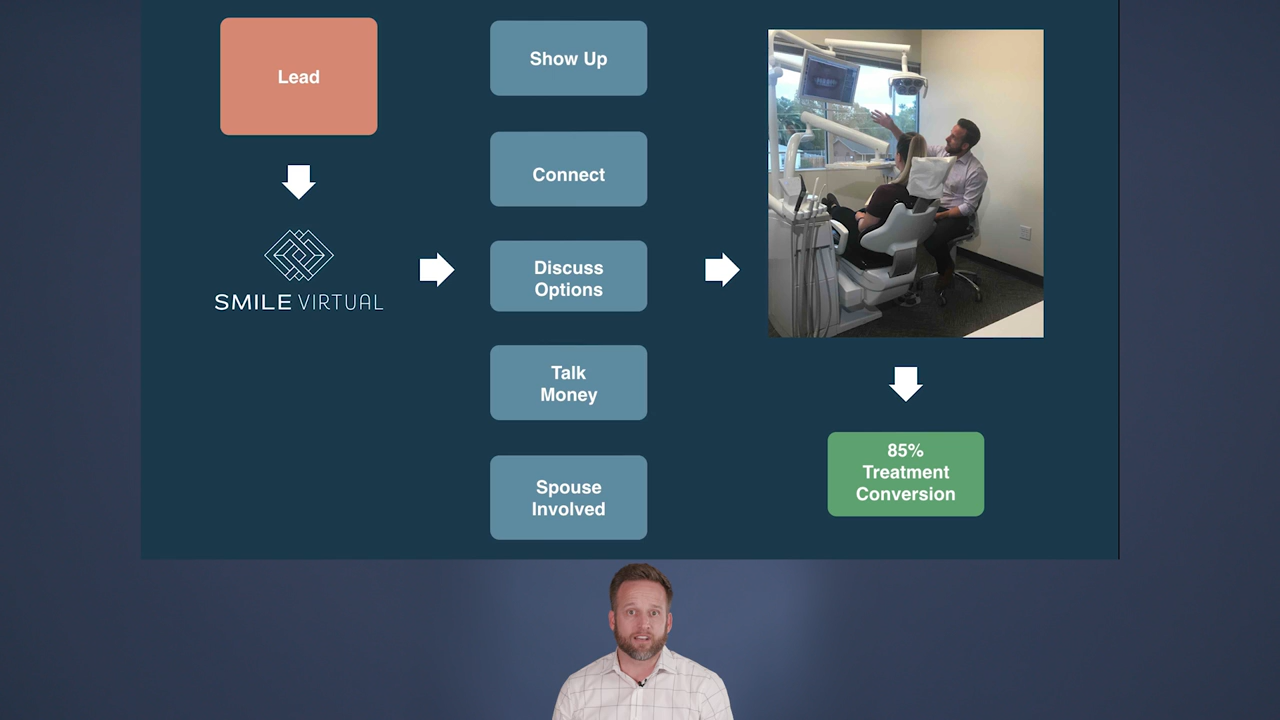 Lead
SMILE VIRTUAL
Show Up
Connect
Discuss
Options
Talk
Money
Spouse
Involved
85%
Treatment
Conversion